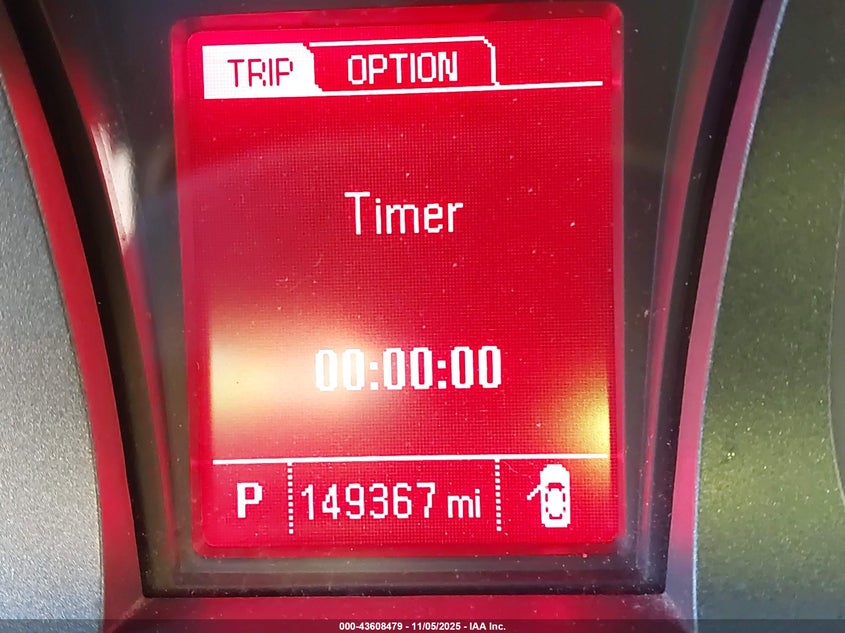 TRIP OPTION
Timer
00:00:00
P 149367 mi
000-43608479 - 11/05/2025 - IAA Inc.